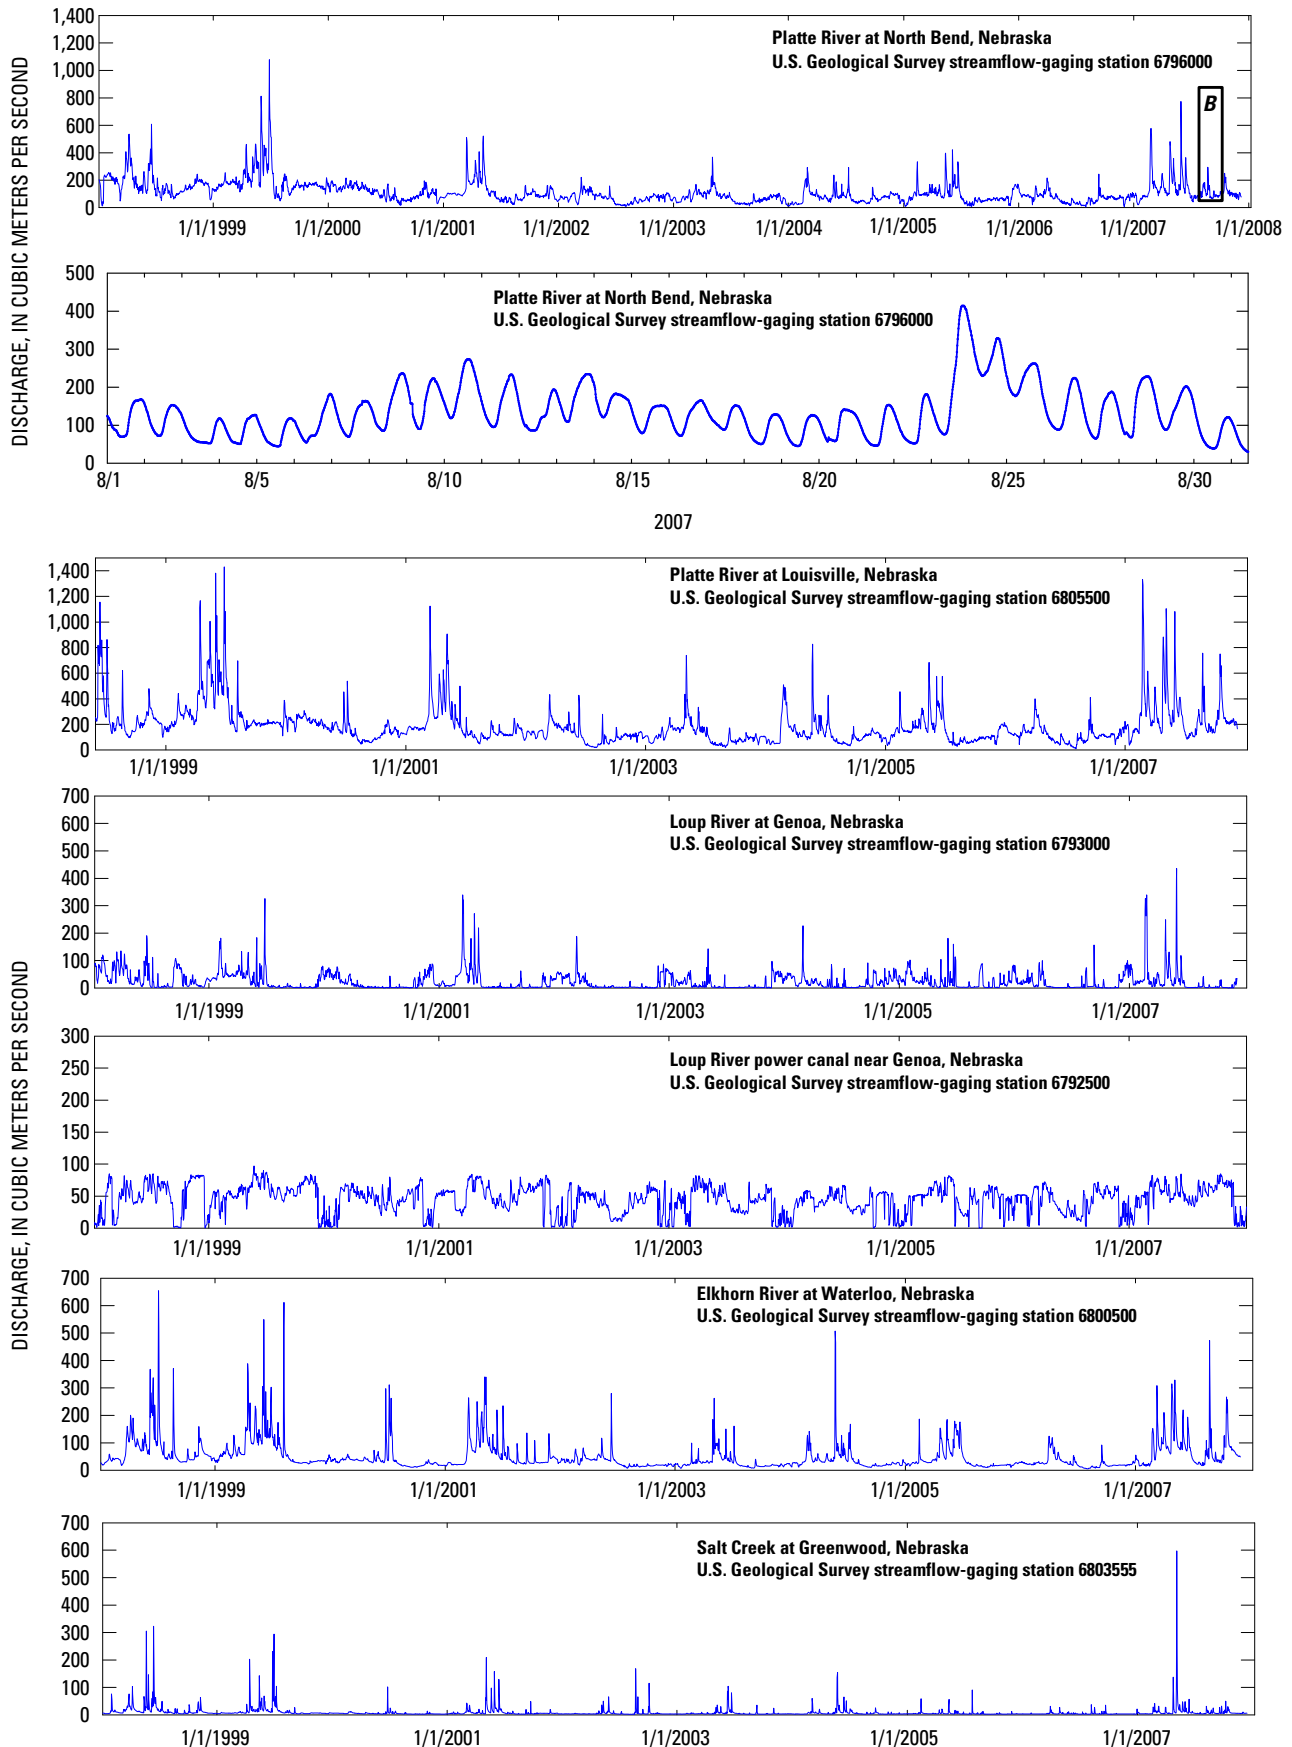 DISCHARGE, IN CUBIC METERS PER SECOND
1,400
1,200
1,000
800
600
400
200
0
Platte River at North Bend, Nebraska
U.S. Geological Survey streamflow-gaging station 6796000
B
1/1/1999 1/1/2000 1/1/2001 1/1/2002 1/1/2003 1/1/2004 1/1/2005 1/1/2006 1/1/2007 1/1/2008
500
400
300
200
100
0
Platte River at North Bend, Nebraska
U.S. Geological Survey streamflow-gaging station 6796000
8/1 8/5 8/10 8/15 8/20 8/25 8/30
2007
DISCHARGE, IN CUBIC METERS PER SECOND
1,400
1,200
1,000
800
600
400
200
0
Platte River at Louisville, Nebraska
U.S. Geological Survey streamflow-gaging station 6805500
1/1/1999 1/1/2001 1/1/2003 1/1/2005 1/1/2007
700
600
500
400
300
200
100
0
Loup River at Genoa, Nebraska
U.S. Geological Survey streamflow-gaging station 6793000
1/1/1999 1/1/2001 1/1/2003 1/1/2005 1/1/2007
300
250
200
150
100
50
0
Loup River power canal near Genoa, Nebraska
U.S. Geological Survey streamflow-gaging station 6792500
1/1/1999 1/1/2001 1/1/2003 1/1/2005 1/1/2007
700
600
500
400
300
200
100
0
Elkhorn River at Waterloo, Nebraska
U.S. Geological Survey streamflow-gaging station 6800500
1/1/1999 1/1/2001 1/1/2003 1/1/2005 1/1/2007
700
600
500
400
300
200
100
0
Salt Creek at Greenwood, Nebraska
U.S. Geological Survey streamflow-gaging station 6803555
1/1/1999 1/1/2001 1/1/2003 1/1/2005 1/1/2007